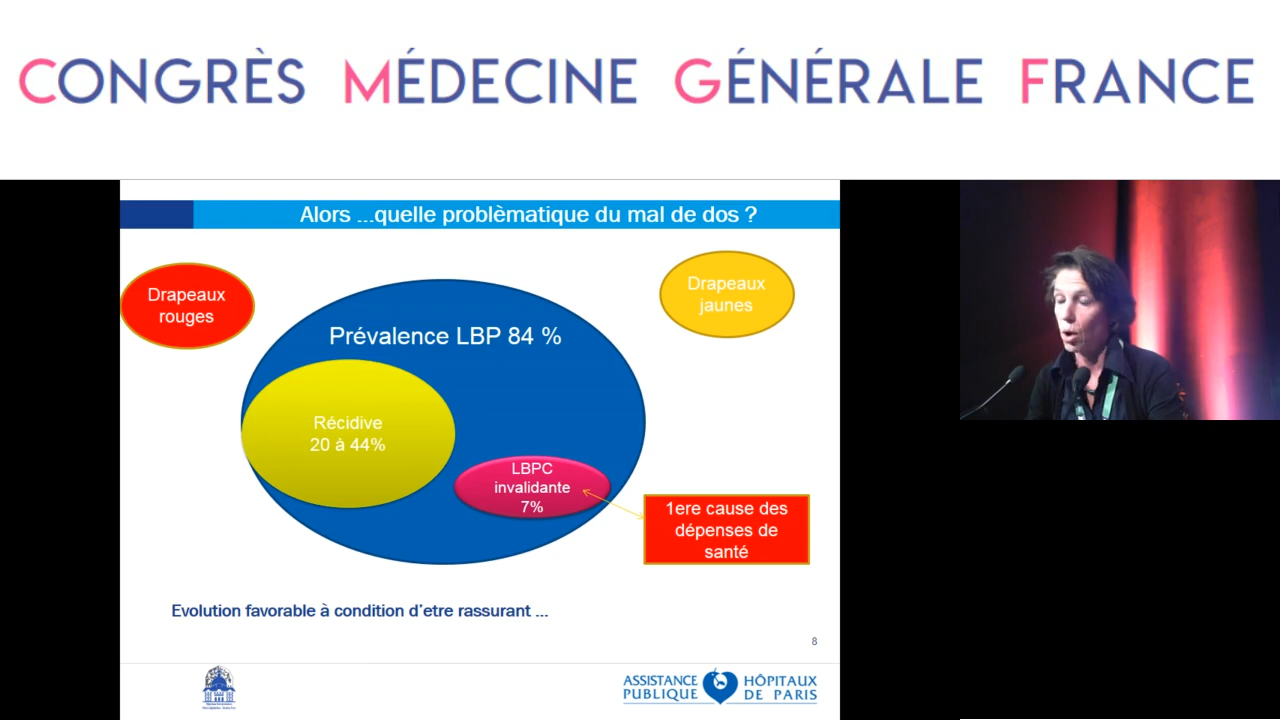 CONGRÈS MÉDECINE GÉNÉRALE FRANCE
Alors ...quelle problèmatique du mal de dos ?
Drapeaux
rouges
Drapeaux
jaunes
Prévalence LBP 84 %
Récidive
20 à 44%
LBPC
invalidante
7%
1ere cause des
dépenses de
santé
Evolution favorable à condition d'etre rassurant ...
8
ASSISTANCE
PUBLIQUE
HÔPITAUX
DE PARIS